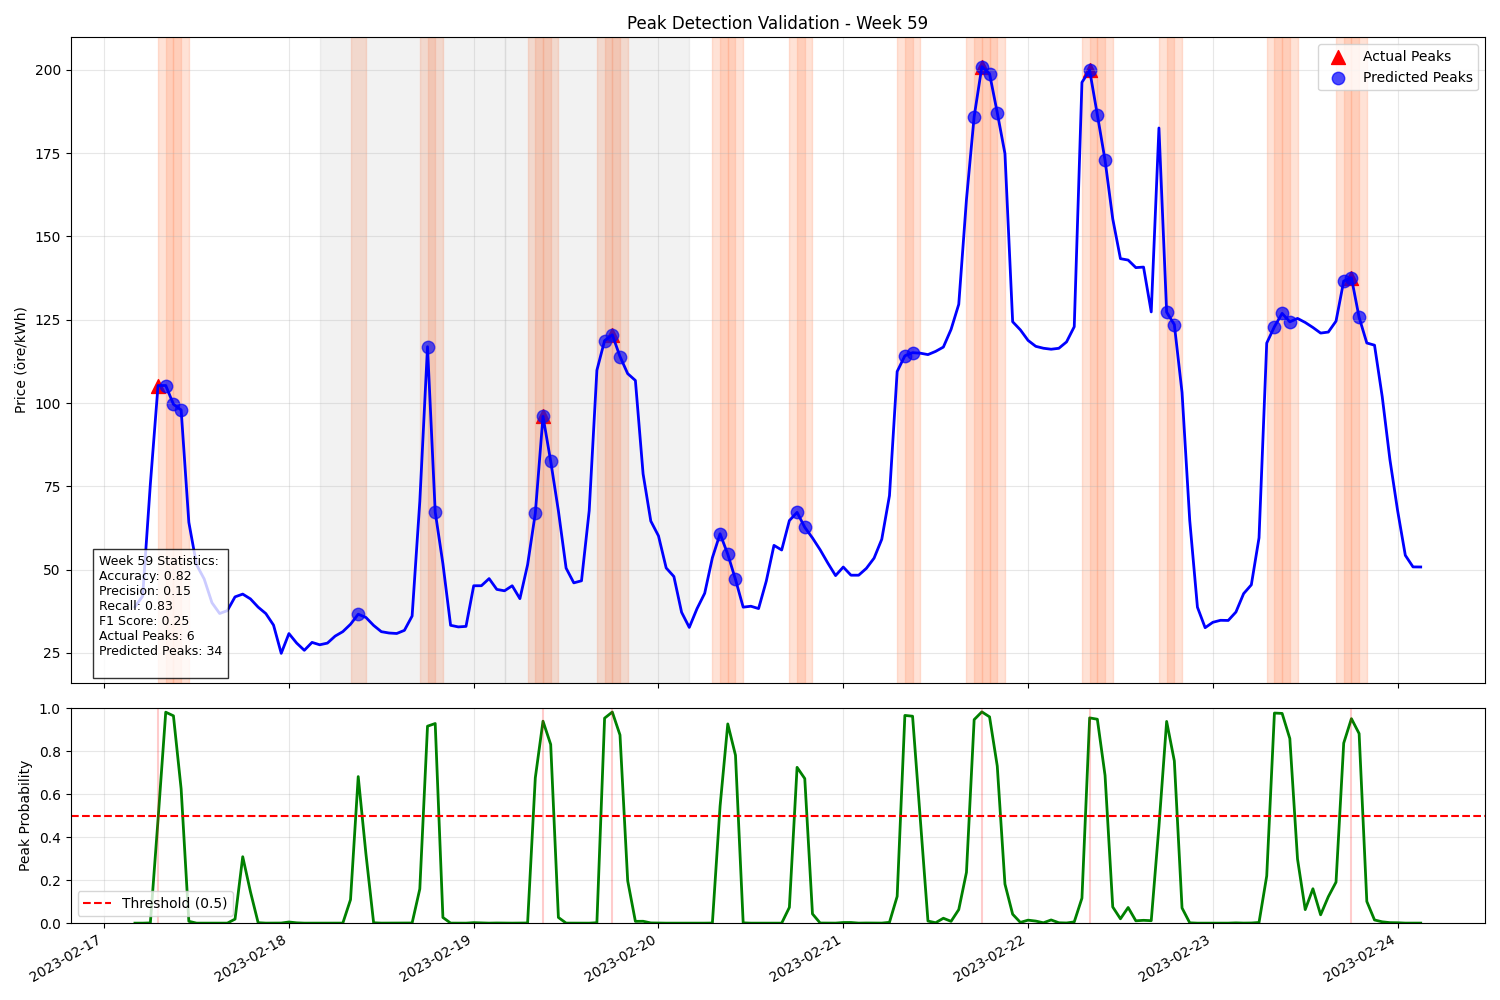 Peak Detection Validation - Week 59
Actual Peaks
Predicted Peaks
Price (öre/kWh)
200
175
150
125
100
75
50
25
Week 59 Statistics:
Accuracy: 0.82
Precision: 0.15
Recall: 0.83
F1 Score: 0.25
Actual Peaks: 6
Predicted Peaks: 34
Peak Probability
1.0
0.8
0.6
0.4
0.2
0.0
Threshold (0.5)
2023-02-17
2023-02-18
2023-02-19
2023-02-20
2023-02-21
2023-02-22
2023-02-23
2023-02-24